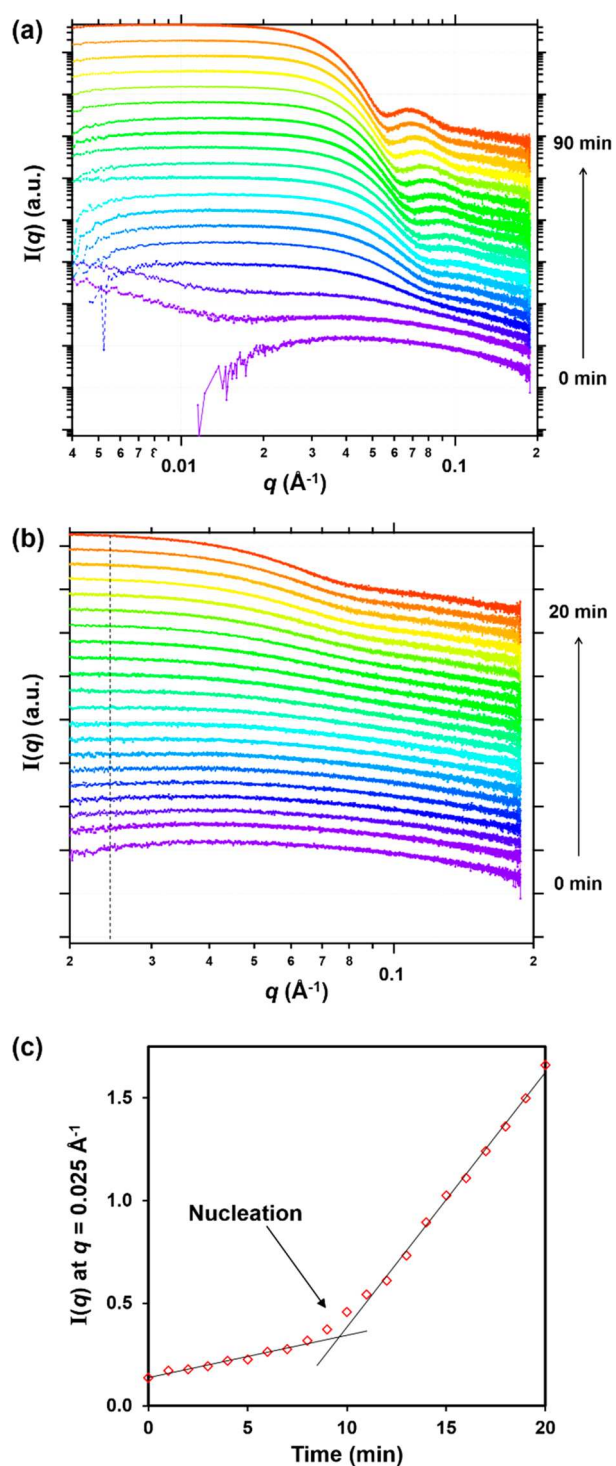 (a)
I(q) (a.u.)
90 min
0 min
4 5 6 7 8 0.01 2 3 4 5 6 7 8 0.1 2
q (Å-1)
(b)
I(q) (a.u.)
20 min
0 min
2 3 4 5 6 7 8 0.1 2
q (Å-1)
(c)
I(q) at q = 0.025 Å-1
1.5
1.0
0.5
0.0
Nucleation
0 5 10 15 20
Time (min)